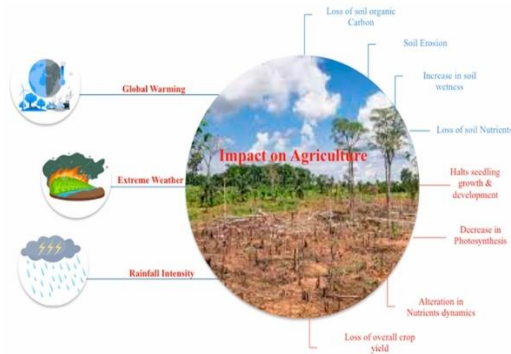 Loss of soil organic
Carbon
Soil Erosion
Increase in soil
wetness
Global Warming
Loss of soil Nutrients
Impact on Agriculture
Extreme Weather
Halts seedling
growth &
development
Decrease in
Photosynthesis
Rainfall Intensity
Alteration in
Nutrients dynamics
Loss of overall crop
yield